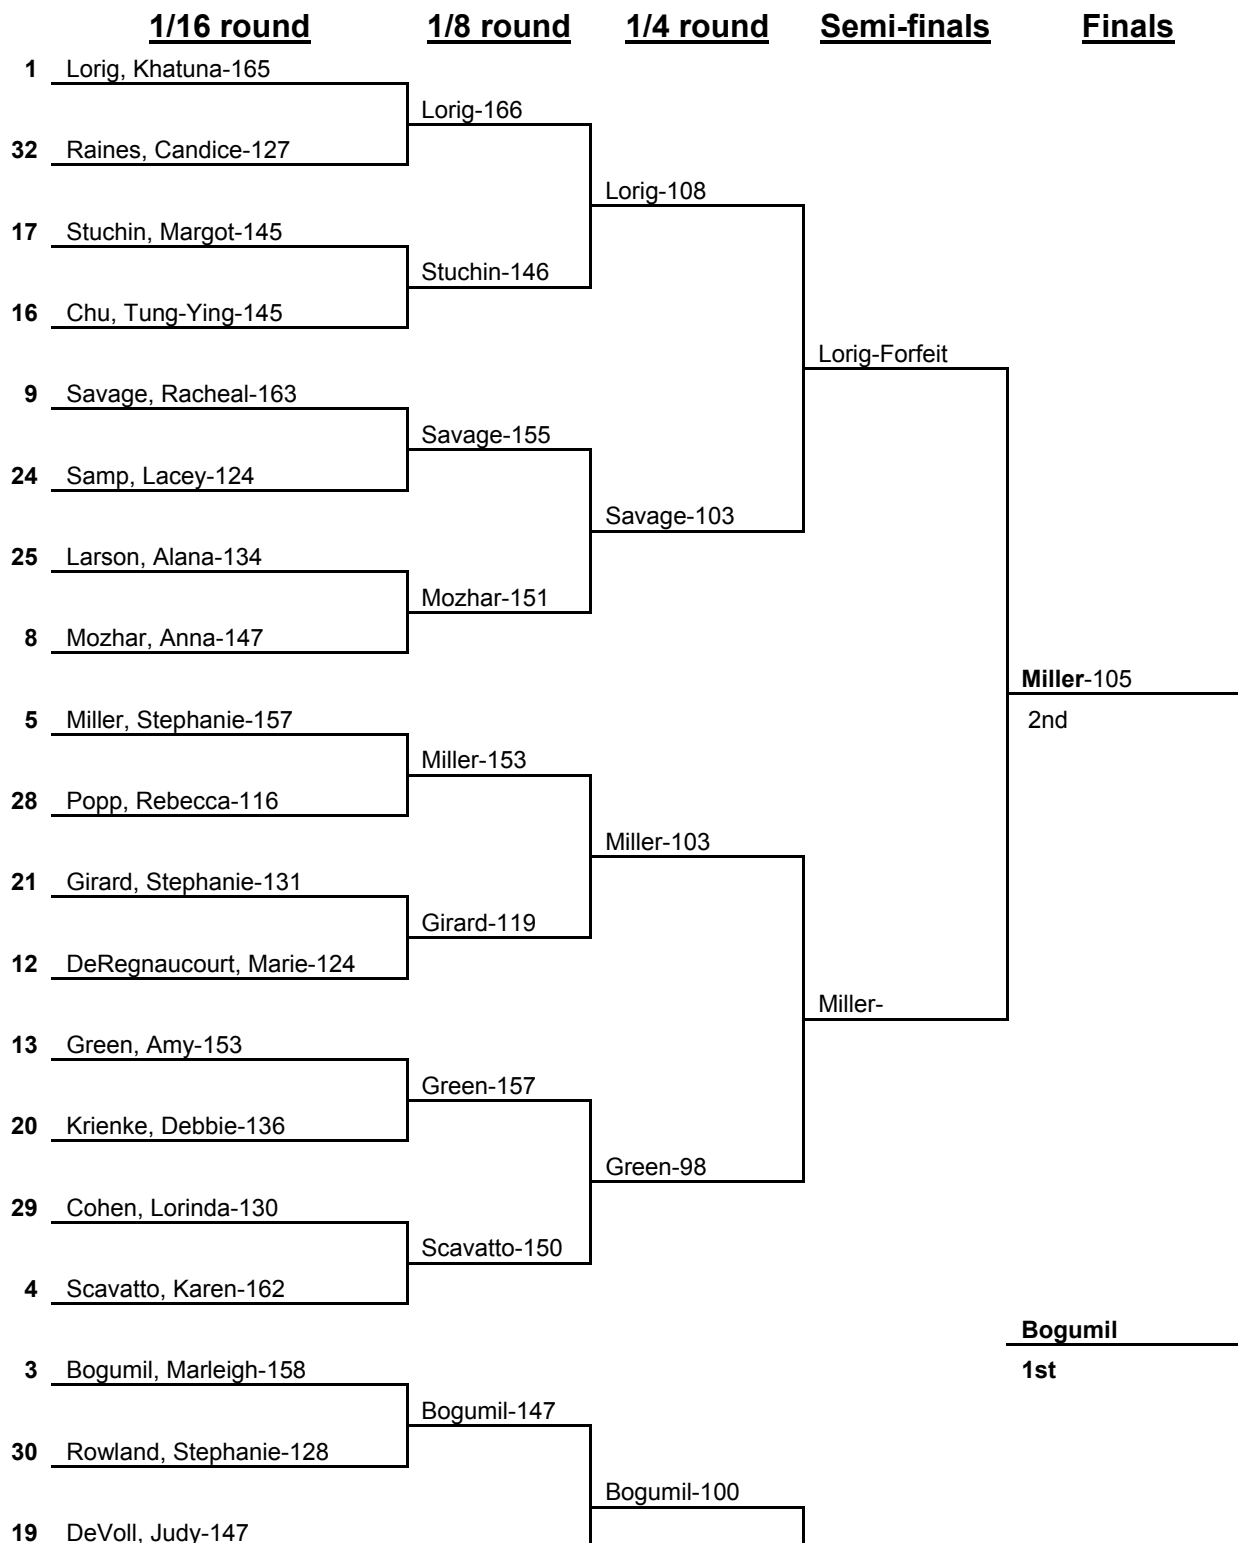 1/16 round 1/8 round 1/4 round Semi-finals Finals
1 Lorig, Khatuna-165
Lorig-166
32 Raines, Candice-127
Lorig-108
17 Stuchin, Margot-145
Stuchin-146
16 Chu, Tung-Ying-145
Lorig-Forfeit
9 Savage, Racheal-163
Savage-155
24 Samp, Lacey-124
Savage-103
25 Larson, Alana-134
Mozhar-151
8 Mozhar, Anna-147
Miller-105
5 Miller, Stephanie-157
2nd
Miller-153
28 Popp, Rebecca-116
Miller-103
21 Girard, Stephanie-131
Girard-119
12 DeRegnaucourt, Marie-124
Miller-
13 Green, Amy-153
Green-157
20 Krienke, Debbie-136
Green-98
29 Cohen, Lorinda-130
Scavatto-150
4 Scavatto, Karen-162
Bogumil
3 Bogumil, Marleigh-158
1st
Bogumil-147
30 Rowland, Stephanie-128
Bogumil-100
19 DeVoll, Judy-147